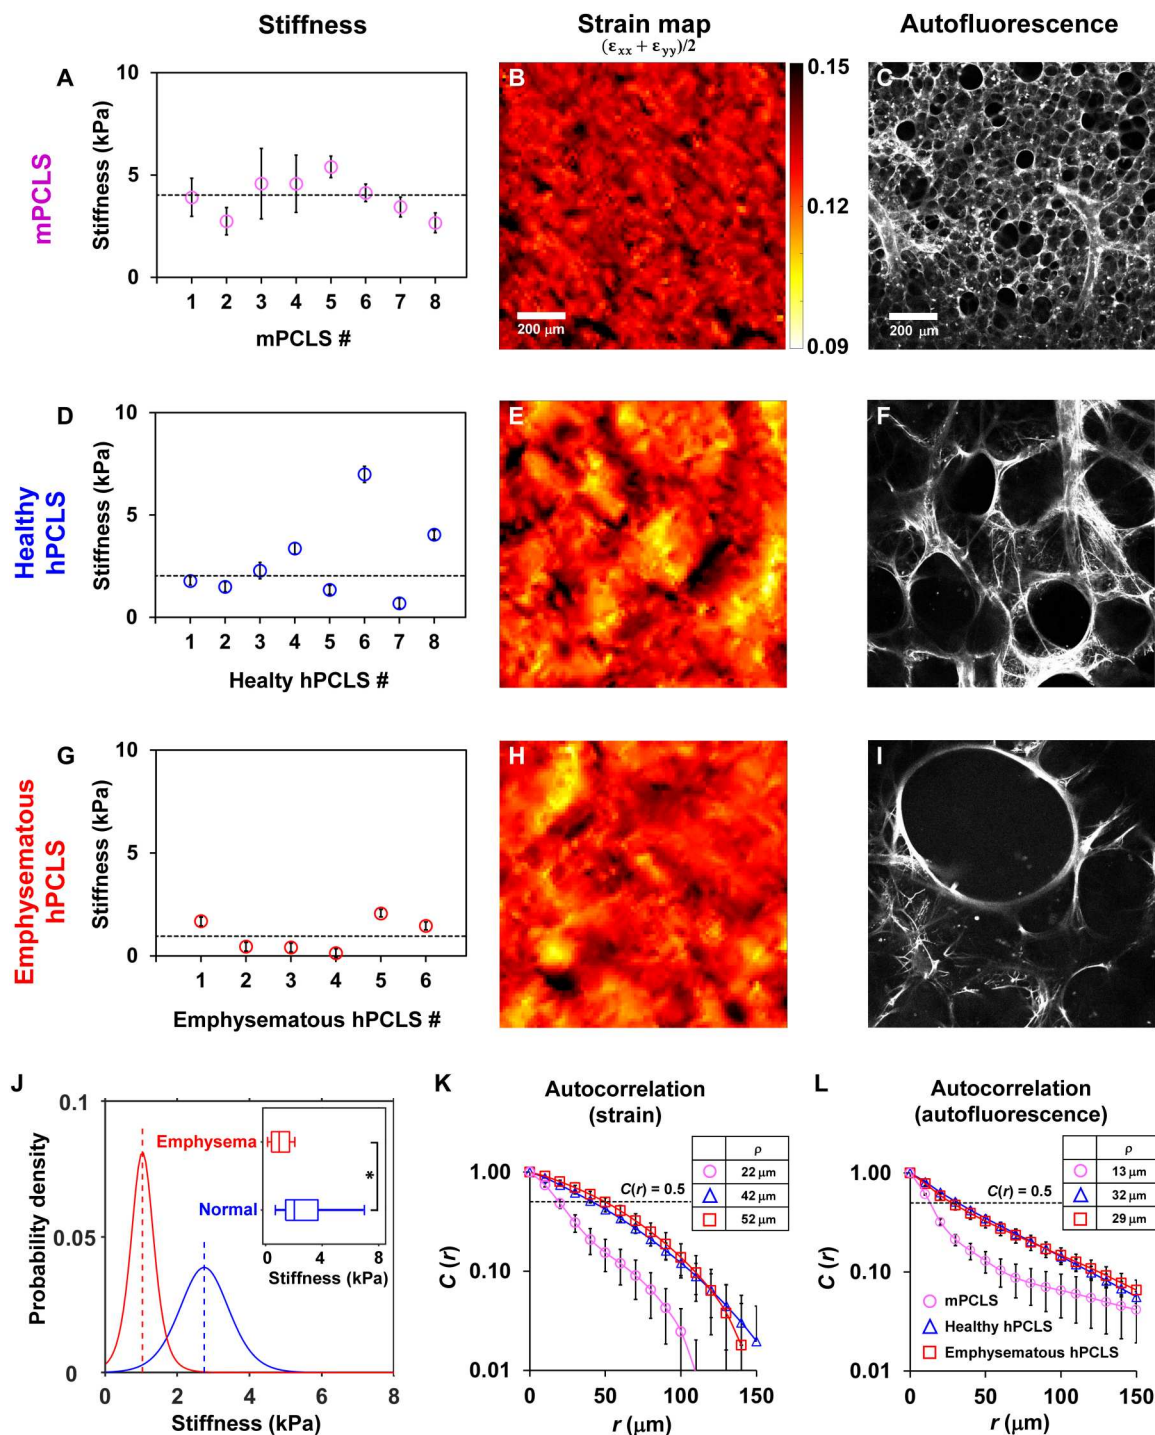 Stiffness
Strain map
(εxx + εyy)/2
Autofluorescence
mPCLS
A
Stiffness (kPa)
10
5
0
1 2 3 4 5 6 7 8
mPCLS #
B
200 µm
0.15
0.12
0.09
C
200 µm
Healthy
hPCLS
D
Stiffness (kPa)
10
5
0
1 2 3 4 5 6 7 8
Healty hPCLS #
E
F
Emphysematous
hPCLS
G
Stiffness (kPa)
10
5
0
1 2 3 4 5 6
Emphysematous hPCLS #
H
I
J
Probability density
0.1
0.05
0
0 2 4 6 8
Stiffness (kPa)
Emphysema
Normal
*
0 4 8
Stiffness (kPa)
K
Autocorrelation
(strain)
ρ
22 µm
42 µm
52 µm
C(r) = 0.5
C (r)
1.00
0.10
0.01
0 50 100 150
r (µm)
L
Autocorrelation
(autofluorescence)
ρ
13 µm
32 µm
29 µm
C(r) = 0.5
C (r)
1.00
0.10
0.01
mPCLS
Healthy hPCLS
Emphysematous hPCLS
0 50 100 150
r (µm)